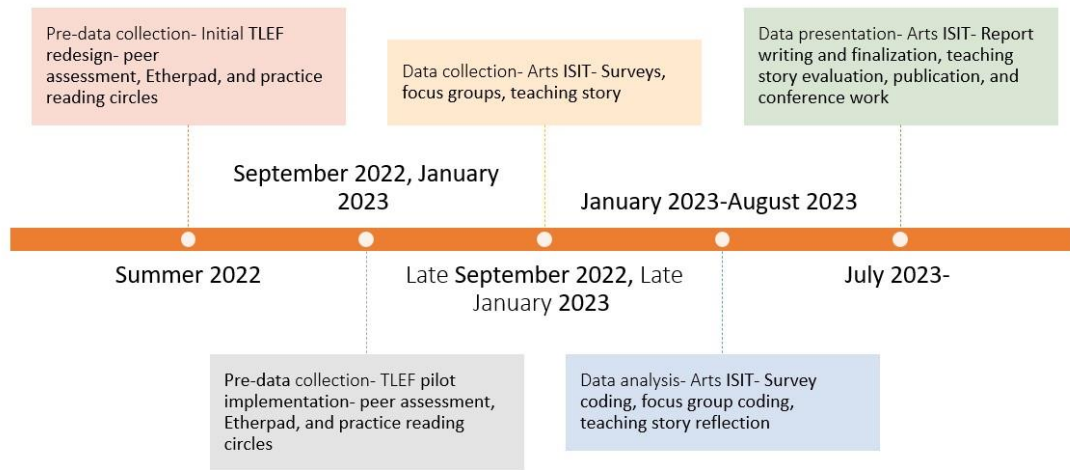 Pre-data collection- Initial TLEF
redesign- peer
assessment, Etherpad, and practice
reading circles
Data collection- Arts ISIT- Surveys,
focus groups, teaching story
Data presentation- Arts ISIT- Report
writing and finalization, teaching
story evaluation, publication, and
conference work
September 2022, January
2023
January 2023-August 2023
Summer 2022
Late September 2022, Late
January 2023
July 2023-
Pre-data collection- TLEF pilot
implementation- peer assessment,
Etherpad, and practice reading
circles
Data analysis- Arts ISIT- Survey
coding, focus group coding,
teaching story reflection